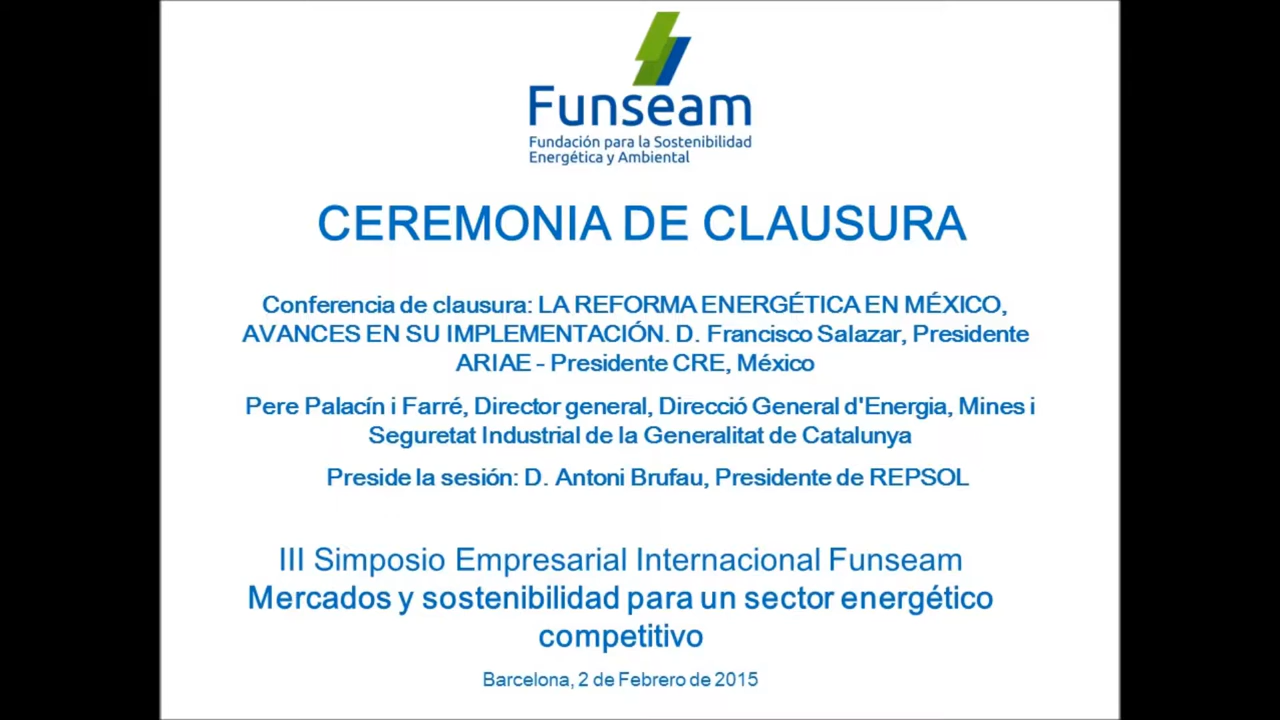 Funseam
Fundación para la Sostenibilidad
Energética y Ambiental
CEREMONIA DE CLAUSURA
Conferencia de clausura: LA REFORMA ENERGÉTICA EN MÉXICO,
AVANCES EN SU IMPLEMENTACIÓN. D. Francisco Salazar, Presidente
ARIAE - Presidente CRE, México
Pere Palacín i Farré, Director general, Direcció General d'Energia, Mines i
Seguretat Industrial de la Generalitat de Catalunya
Preside la sesión: D. Antoni Brufau, Presidente de REPSOL
III Simposio Empresarial Internacional Funseam
Mercados y sostenibilidad para un sector energético
competitivo
Barcelona, 2 de Febrero de 2015